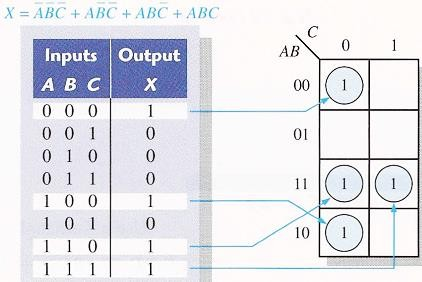 X = A̅B̅C̅ + AB̅C̅ + ABC̅ + ABC
Inputs Output
A B C X
0 0 0 1
0 0 1 0
0 1 0 0
0 1 1 0
1 0 0 1
1 0 1 0
1 1 0 1
1 1 1 1
C
AB 0 1
00 1
01
11 1 1
10 1